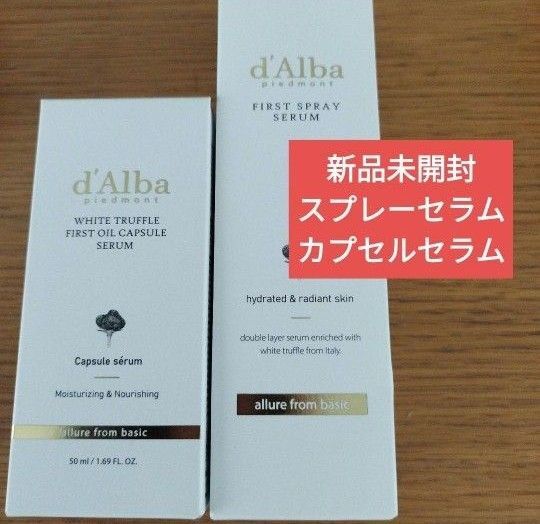 d'Alba
piedmont
WHITE TRUFFLE
FIRST OIL CAPSULE
SERUM
Capsule sérum
Moisturizing & Nourishing
allure from basic
50 ml / 1.69 FL. OZ.
d'Alba
piedmont
FIRST SPRAY
SERUM
新品未開封
スプレーセラム
カプセルセラム
hydrated & radiant skin
double layer serum enriched with
white truffle from Italy.
allure from basic